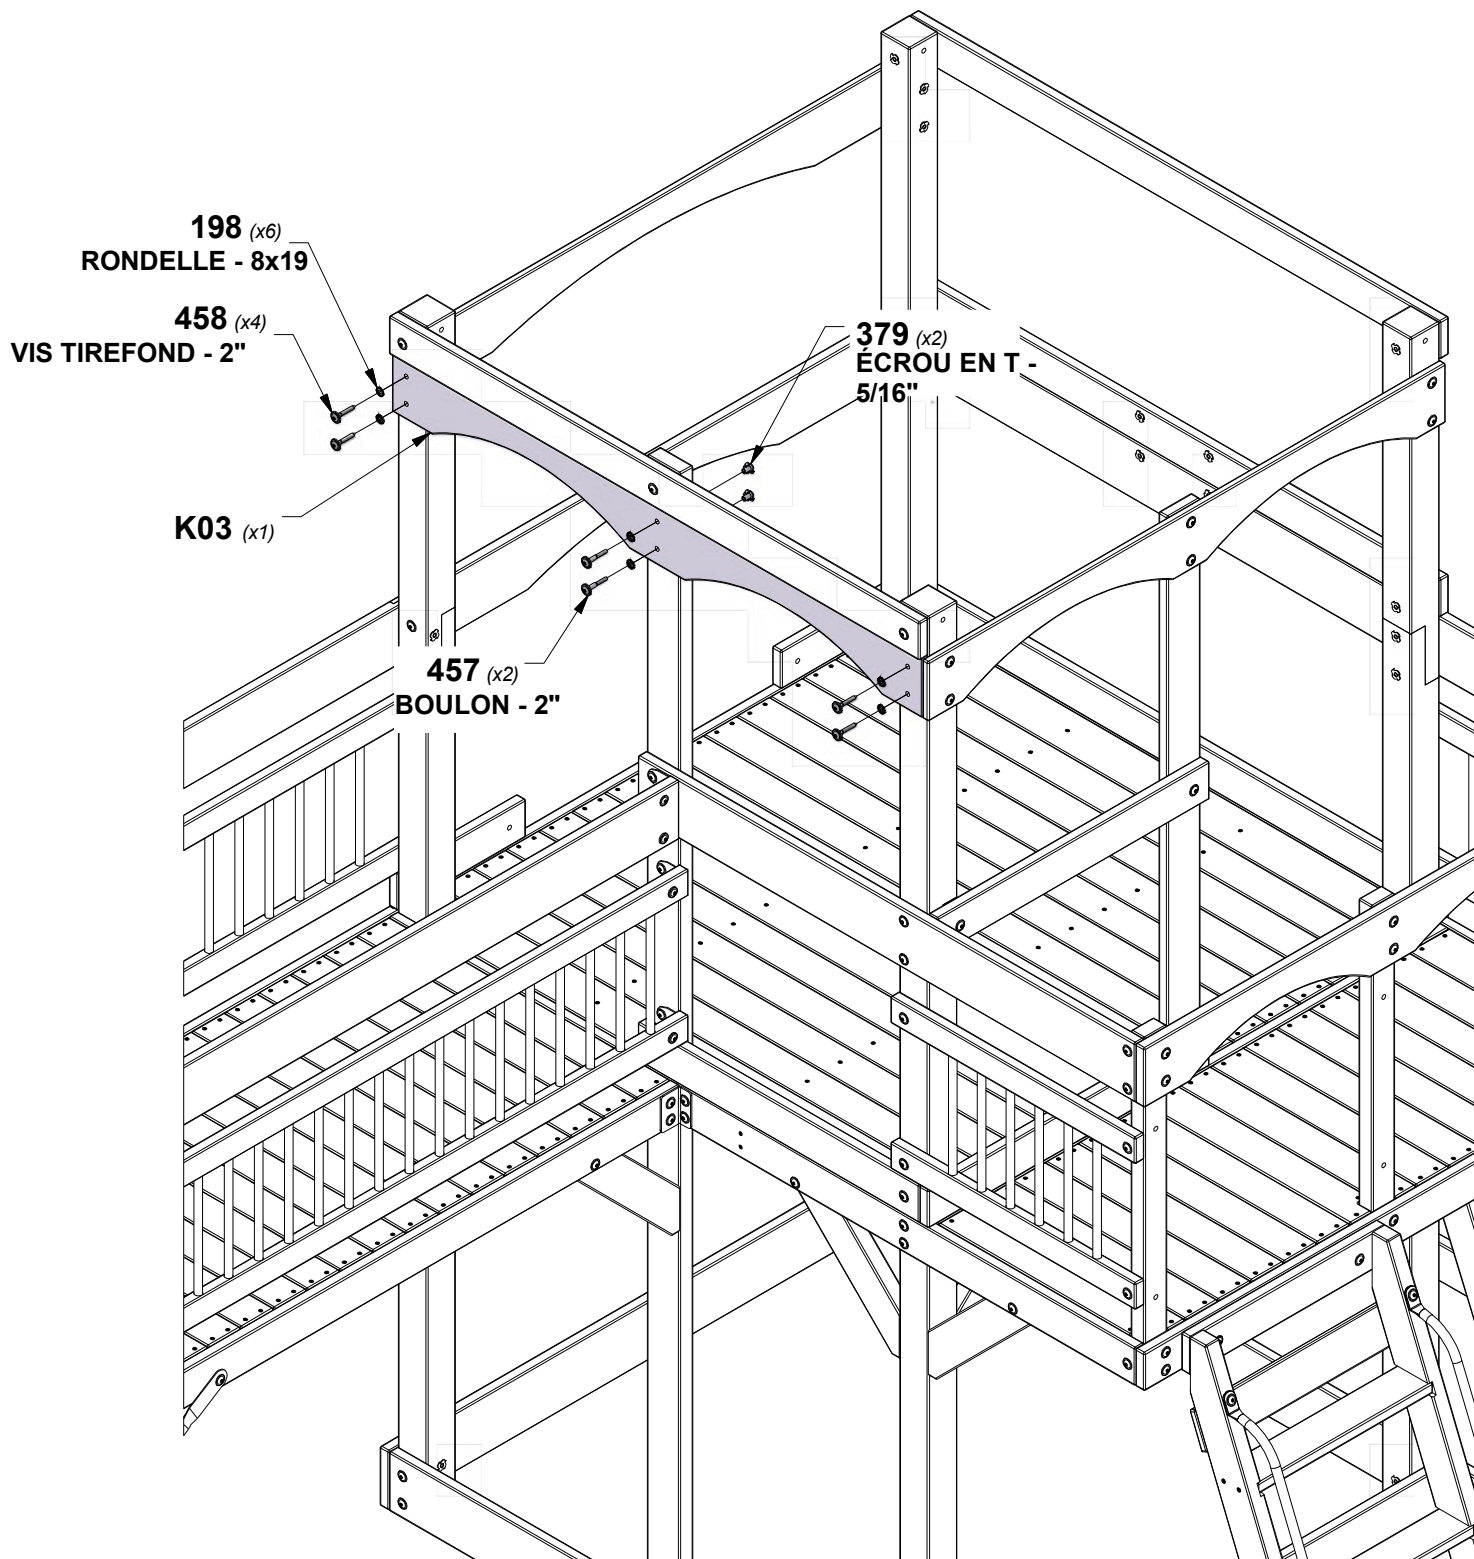 198 (x6)
RONDELLE - 8x19
458 (x4)
VIS TIREFOND - 2"
379 (x2)
ÉCROU EN T -
5/16"
K03 (x1)
457 (x2)
BOULON - 2"